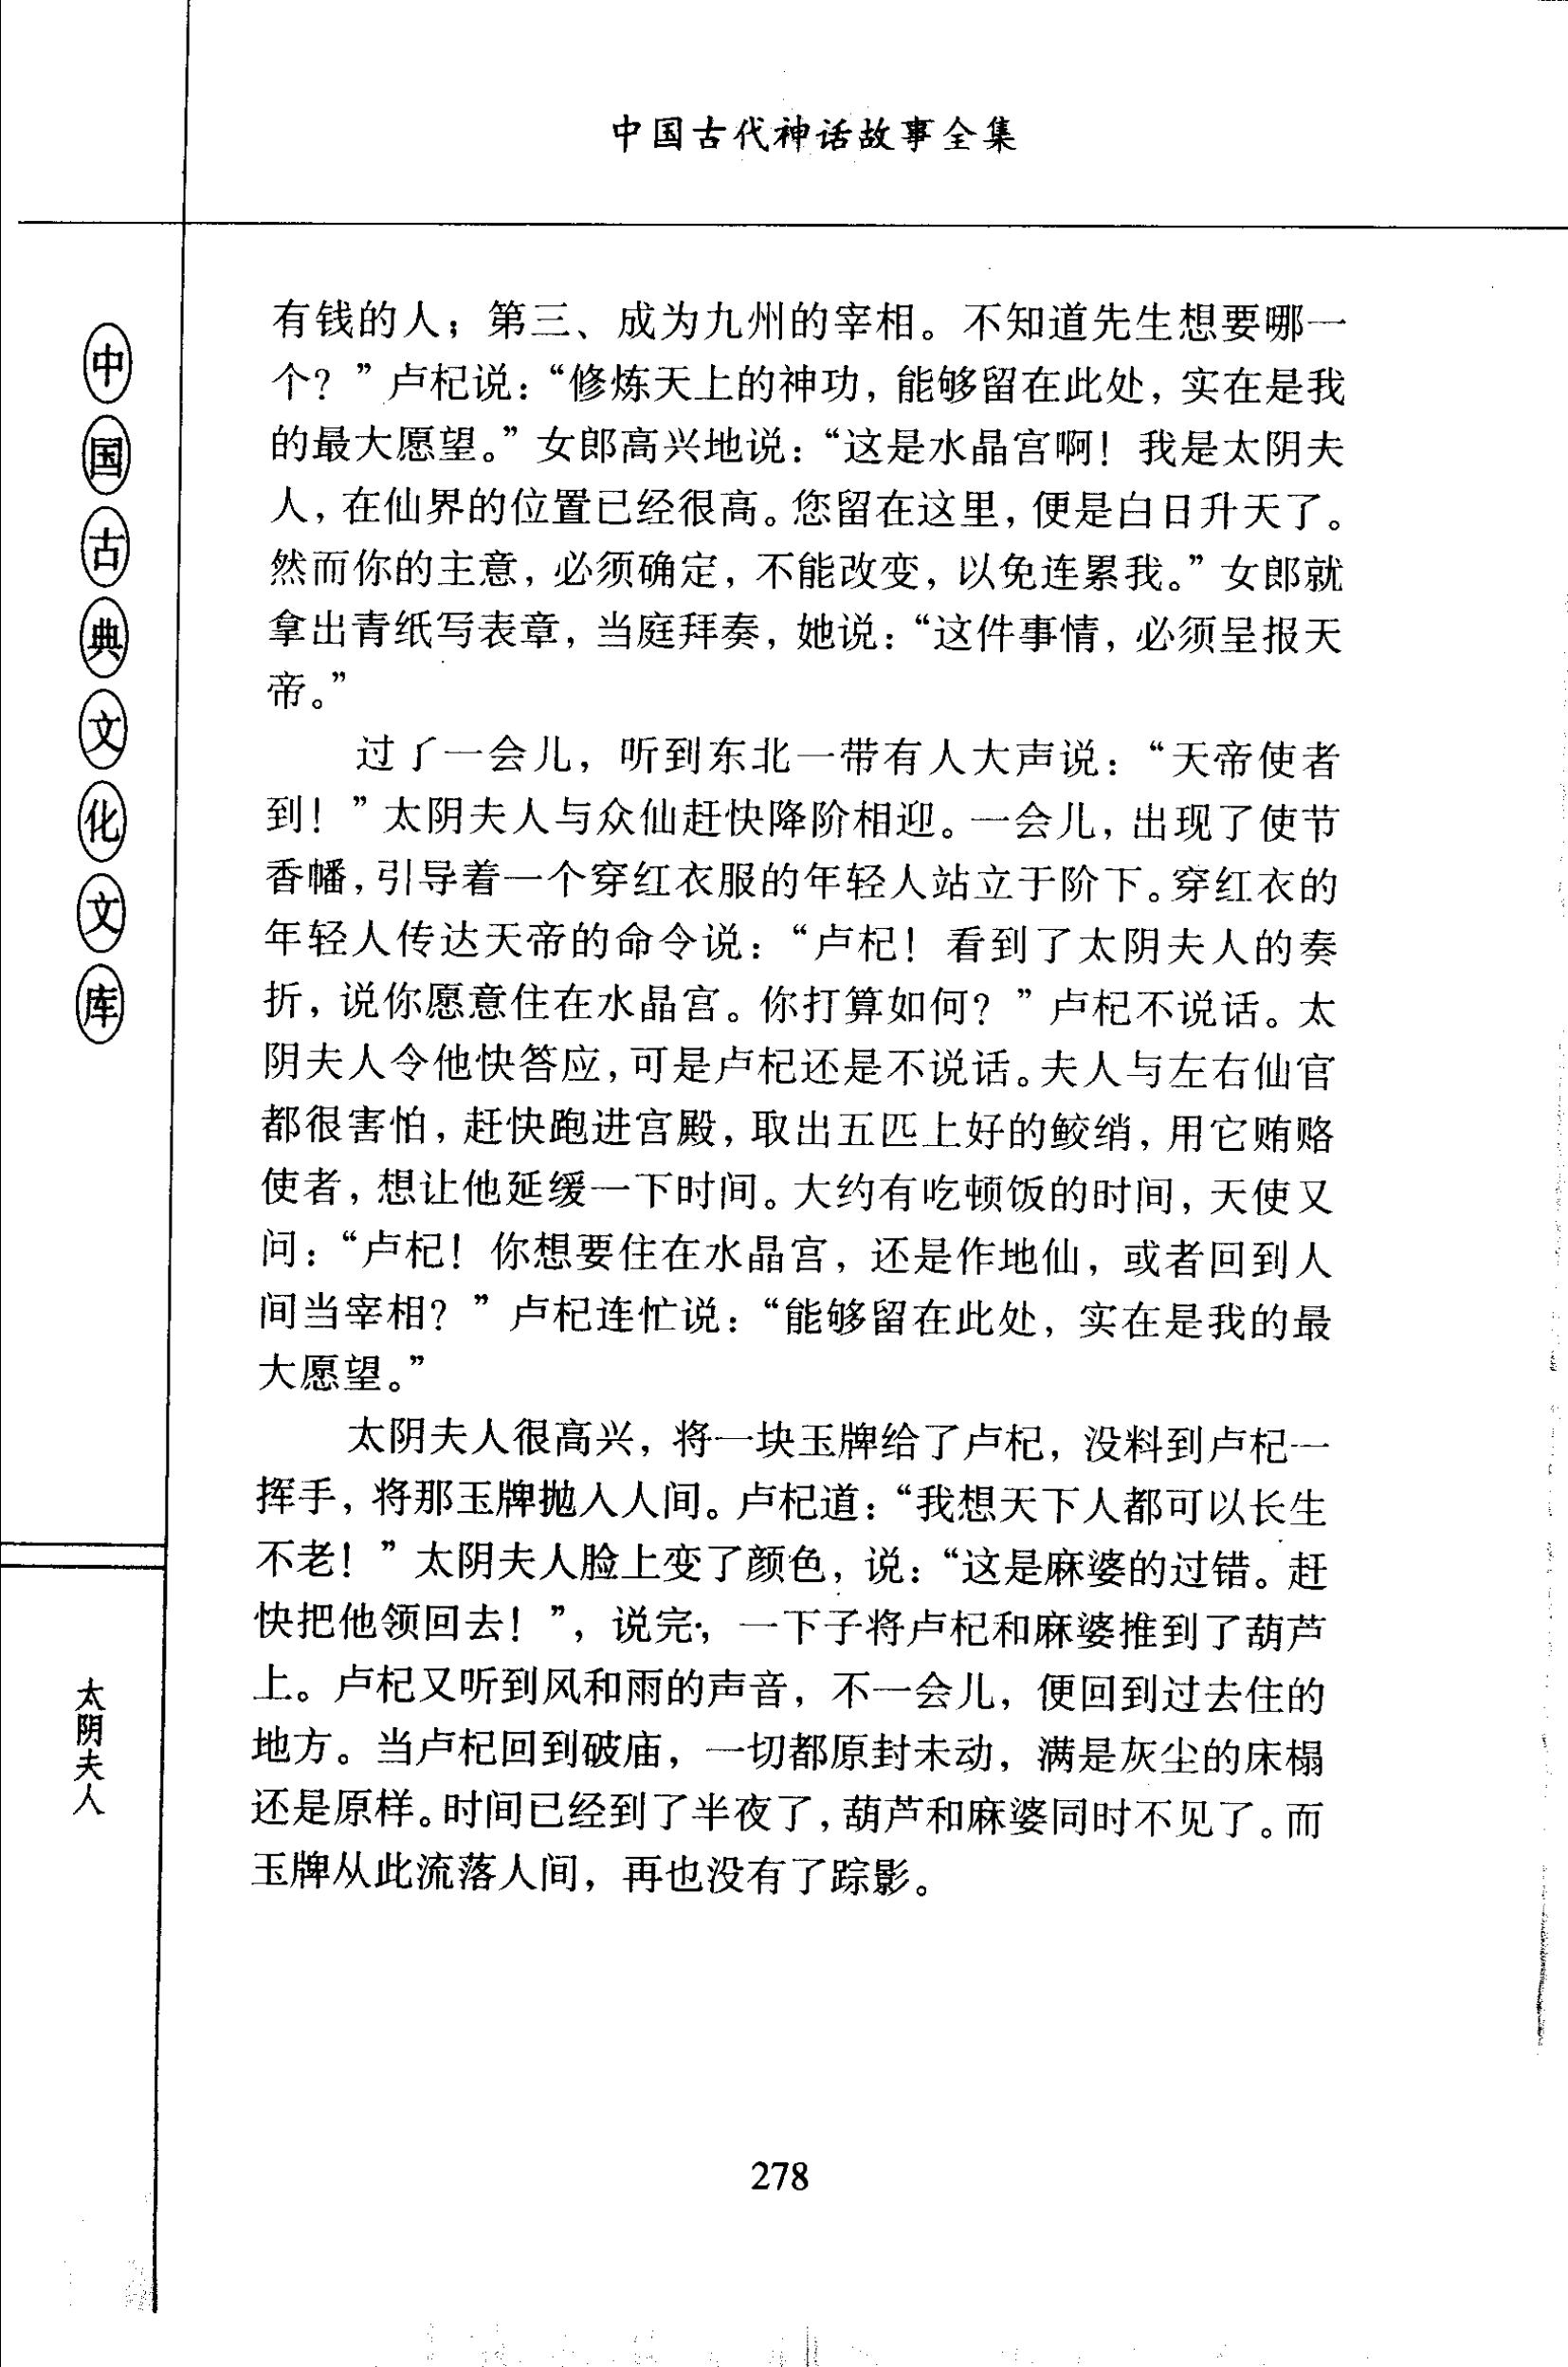 中国古代神话故事全集
中国古典文化文库
太阴夫人
有钱的人；第三、成为九州的宰相。不知道先生想要哪一
个？”卢杞说：“修炼天上的神功，能够留在此处，实在是我
的最大愿望。”女郎高兴地说：“这是水晶宫啊！我是太阴夫
人，在仙界的位置已经很高。您留在这里，便是白日升天了。
然而你的主意，必须确定，不能改变，以免连累我。”女郎就
拿出青纸写表章，当庭拜奏，她说：“这件事情，必须呈报天
帝。”
过了一会儿，听到东北一带有人大声说：“天帝使者
到！”太阴夫人与众仙赶快降阶相迎。一会儿，出现了使节
香幡，引导着一个穿红衣服的年轻人站立于阶下。穿红衣的
年轻人传达天帝的命令说：“卢杞！看到了太阴夫人的奏
折，说你愿意住在水晶宫。你打算如何？”卢杞不说话。太
阴夫人令他快答应，可是卢杞还是不说话。夫人与左右仙官
都很害怕，赶快跑进宫殿，取出五匹上好的鲛绡，用它贿赂
使者，想让他延缓一下时间。大约有吃顿饭的时间，天使又
问：“卢杞！你想要住在水晶宫，还是作地仙，或者回到人
间当宰相？”卢杞连忙说：“能够留在此处，实在是我的最
大愿望。”
太阴夫人很高兴，将一块玉牌给了卢杞，没料到卢杞一
挥手，将那玉牌抛入人间。卢杞道：“我想天下人都可以长生
不老！”太阴夫人脸上变了颜色，说：“这是麻婆的过错。赶
快把他领回去！”，说完，一下子将卢杞和麻婆推到了葫芦
上。卢杞又听到风和雨的声音，不一会儿，便回到过去住的
地方。当卢杞回到破庙，一切都原封未动，满是灰尘的床榻
还是原样。时间已经到了半夜了，葫芦和麻婆同时不见了。而
玉牌从此流落人间，再也没有了踪影。
278